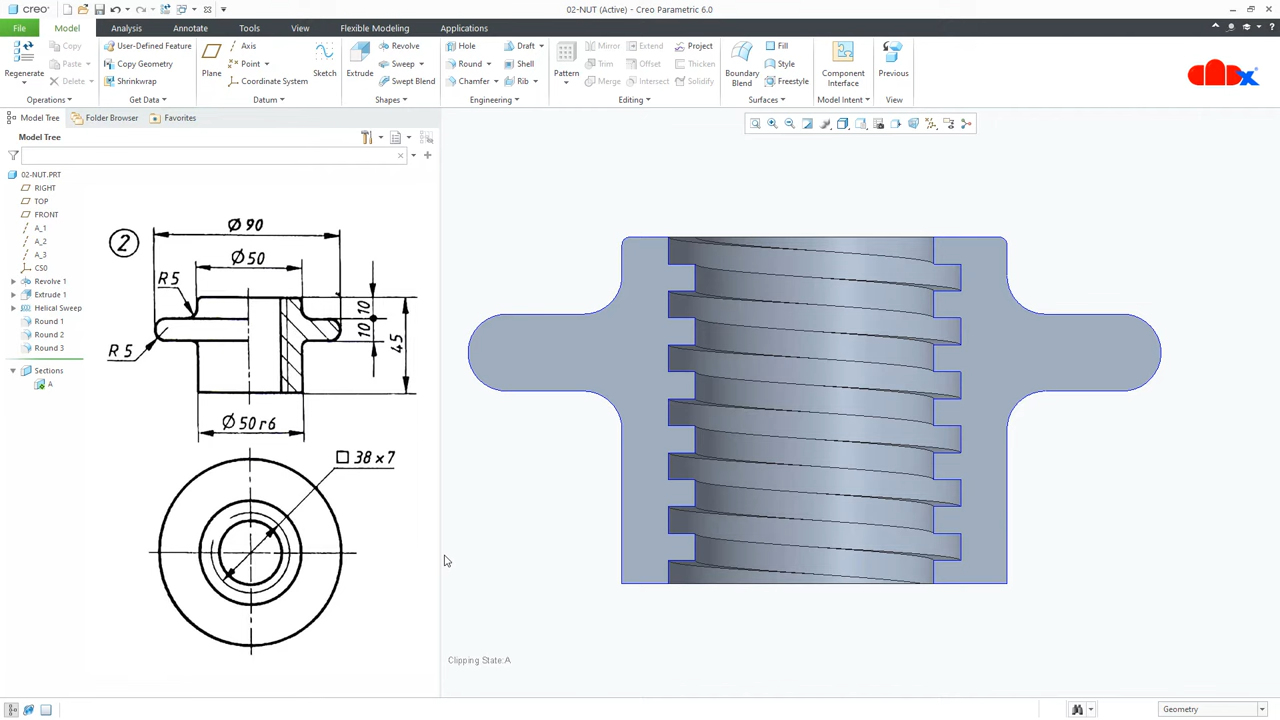 creo
02-NUT (Active) - Creo Parametric 6.0
File
Model
Analysis
Annotate
Tools
View
Flexible Modeling
Applications
Regenerate
Copy
Paste
Delete
Operations
User-Defined Feature
Copy Geometry
Shrinkwrap
Get Data
Plane
Axis
Point
Coordinate System
Sketch
Datum
Extrude
Revolve
Sweep
Swept Blend
Shapes
Hole
Round
Chamfer
Draft
Shell
Rib
Engineering
Pattern
Mirror
Trim
Merge
Extend
Offset
Intersect
Project
Thicken
Solidify
Editing
Boundary
Blend
Fill
Style
Freestyle
Surfaces
Component
Interface
Model Intent
Previous
View
Model Tree
Folder Browser
Favorites
Model Tree
02-NUT.PRT
RIGHT
TOP
FRONT
A_1
A_2
A_3
CS0
Revolve 1
Extrude 1
Helical Sweep
Round 1
Round 2
Round 3
Sections
A
2
Ø 90
Ø 50
R 5
10
10
45
R 5
Ø 50 r6
□ 38 × 7
Clipping State:A
Geometry